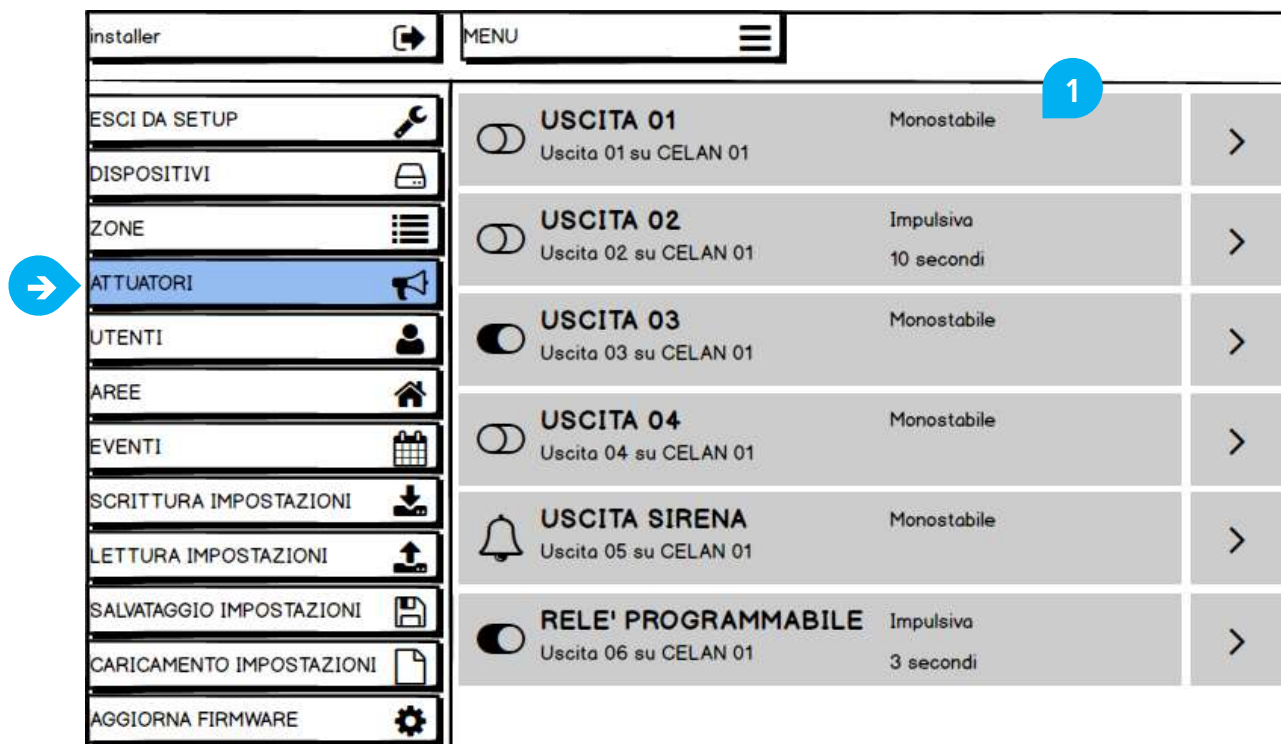 installer
MENU
1
ESCI DA SETUP
DISPOSITIVI
ZONE
ATTUATORI
UTENTI
AREE
EVENTI
SCRITTURA IMPOSTAZIONI
LETTURA IMPOSTAZIONI
SALVATAGGIO IMPOSTAZIONI
CARICAMENTO IMPOSTAZIONI
AGGIORNA FIRMWARE
USCITA 01
Monostabile
Uscita 01 su CELAN 01
USCITA 02
Impulsiva
Uscita 02 su CELAN 01
10 secondi
USCITA 03
Monostabile
Uscita 03 su CELAN 01
USCITA 04
Monostabile
Uscita 04 su CELAN 01
USCITA SIRENA
Monostabile
Uscita 05 su CELAN 01
RELE' PROGRAMMABILE
Impulsiva
Uscita 06 su CELAN 01
3 secondi